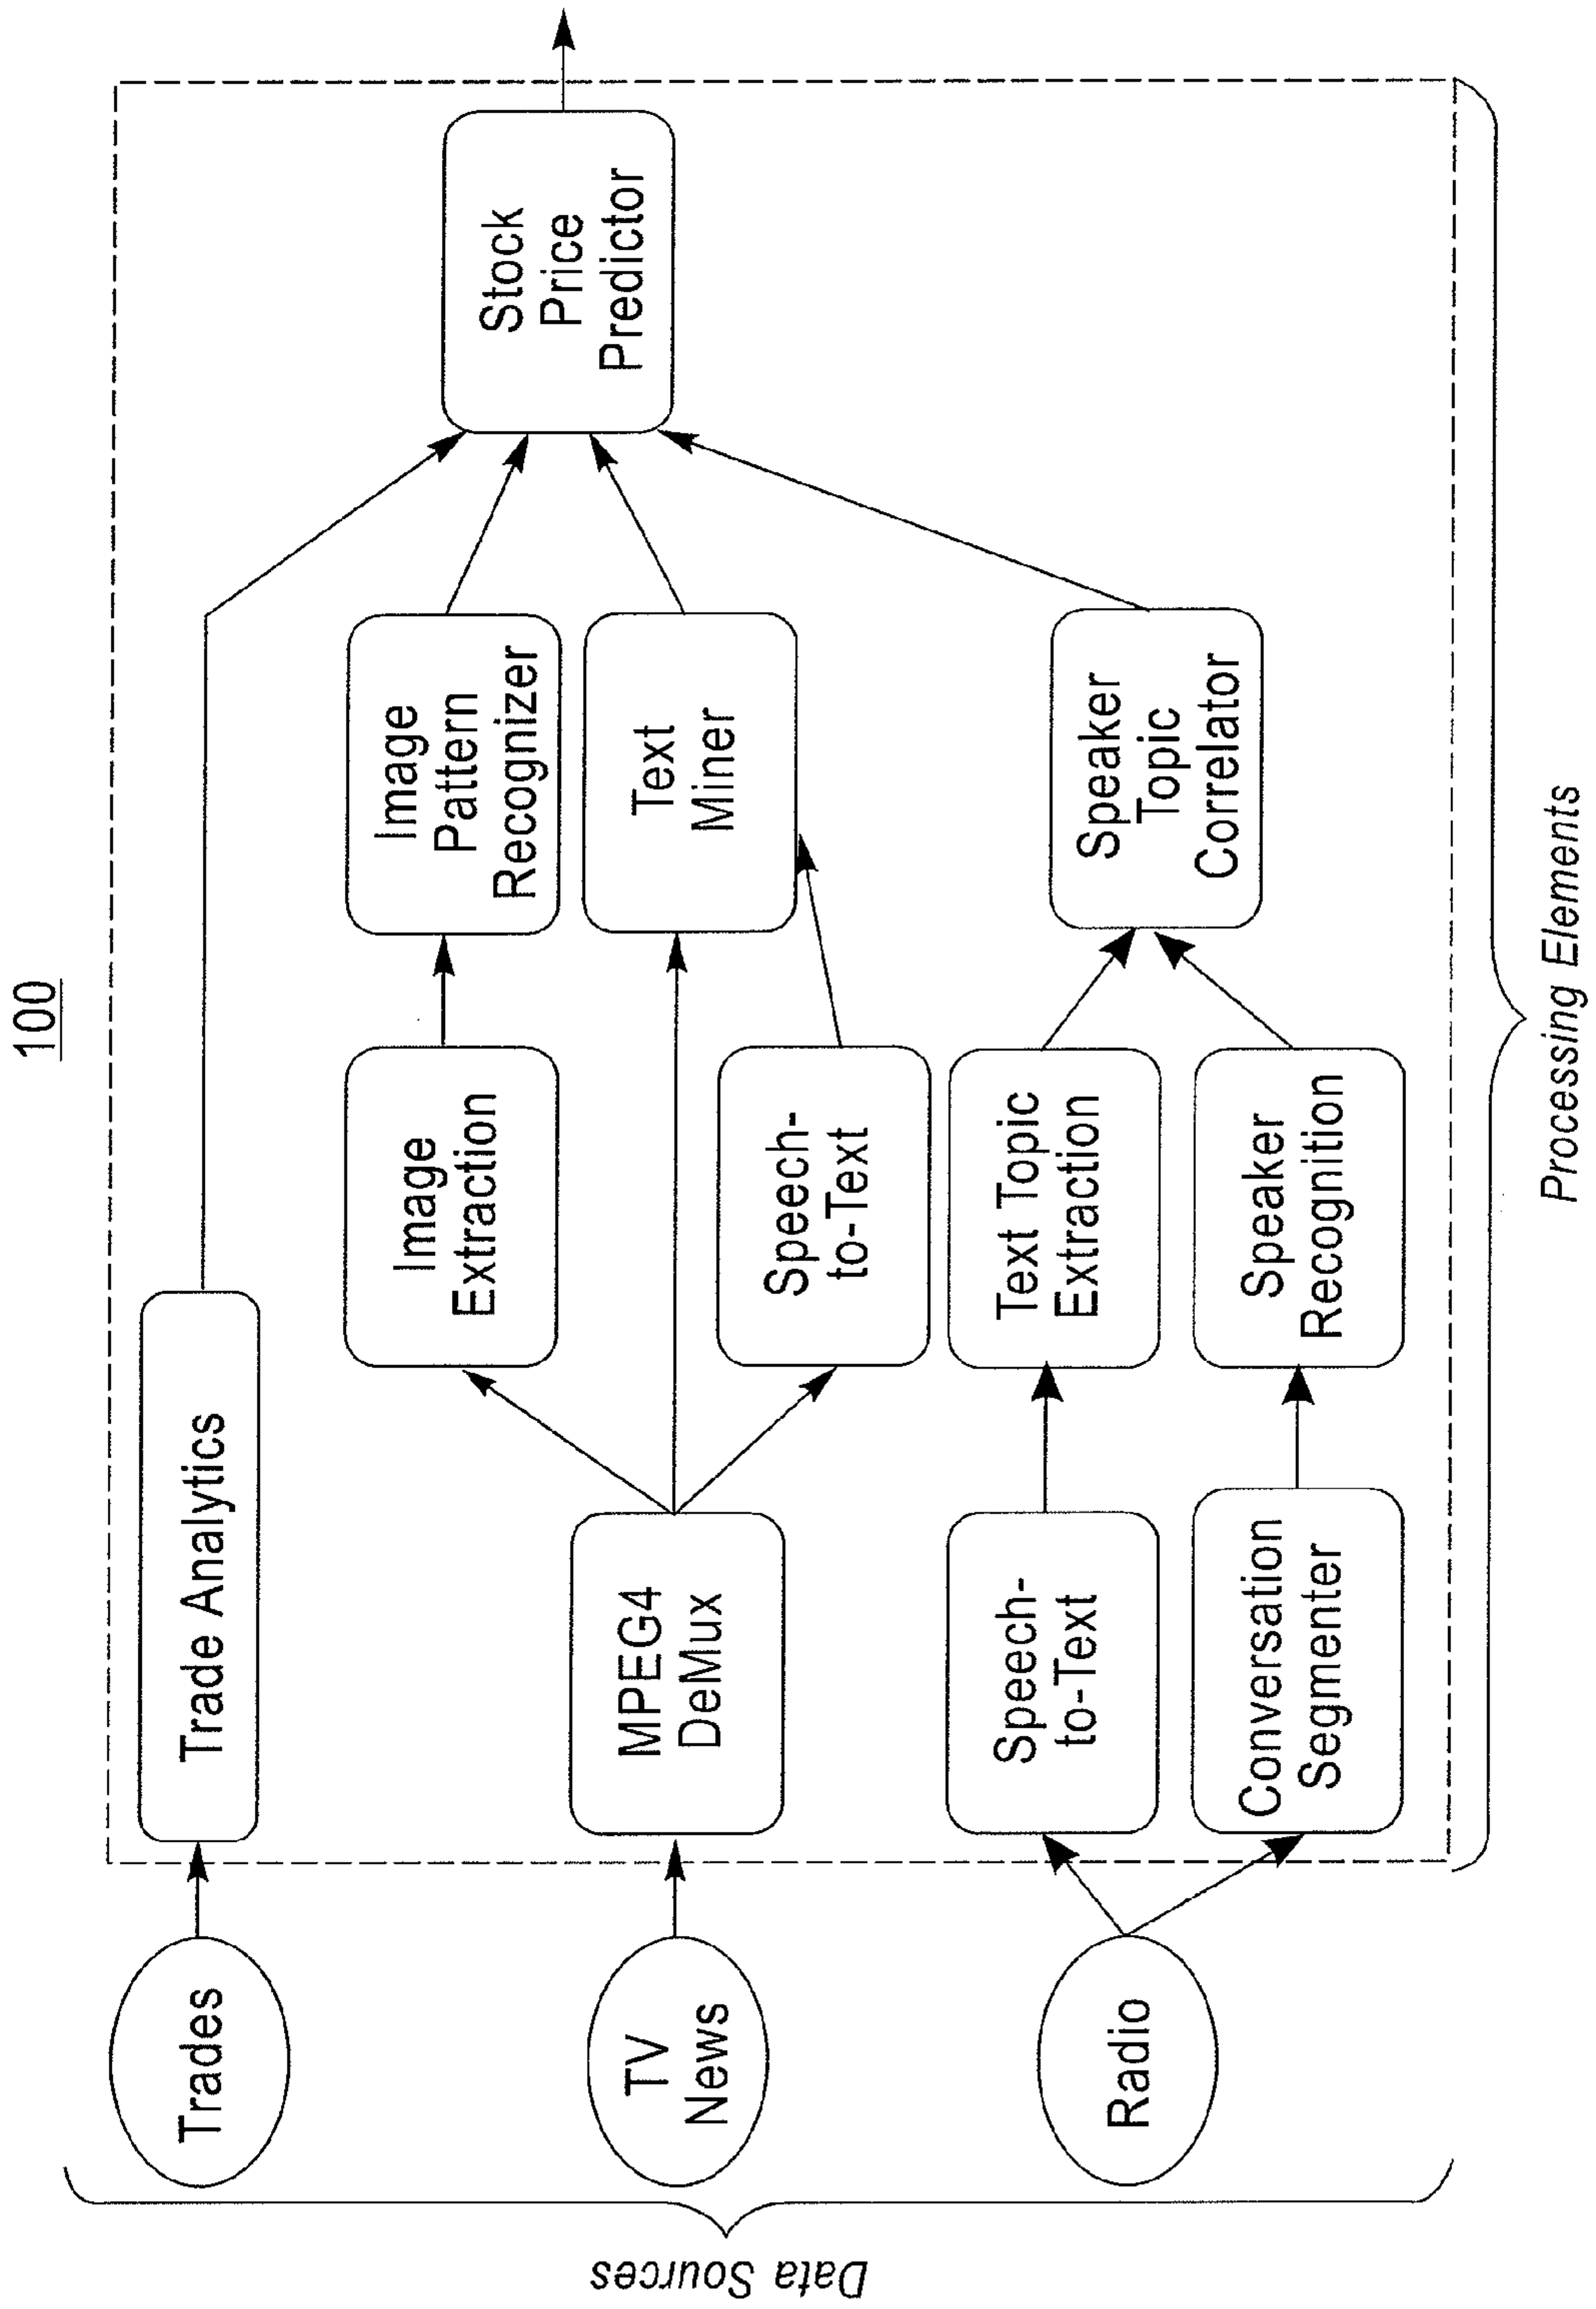 100
Trades
TV
News
Radio
Data Sources
Trade Analytics
MPEG4
DeMux
Speech-
to-Text
Conversation
Segmenter
Image
Extraction
Speech-
to-Text
Text Topic
Extraction
Speaker
Recognition
Image
Pattern
Recognizer
Text
Miner
Speaker
Topic
Correlator
Stock
Price
Predictor
Processing Elements